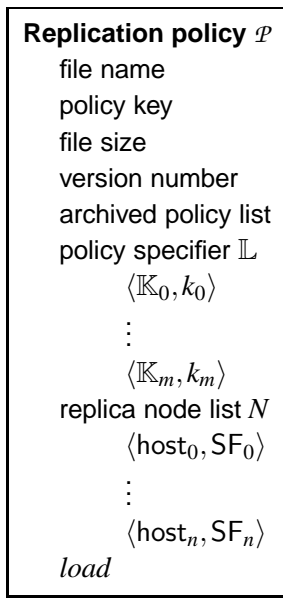 Replication policy 𝒫
file name
policy key
file size
version number
archived policy list
policy specifier 𝕃
⟨𝕂₀, k₀⟩
⋮
⟨𝕂ₘ, kₘ⟩
replica node list N
⟨host₀, SF₀⟩
⋮
⟨hostₙ, SFₙ⟩
load